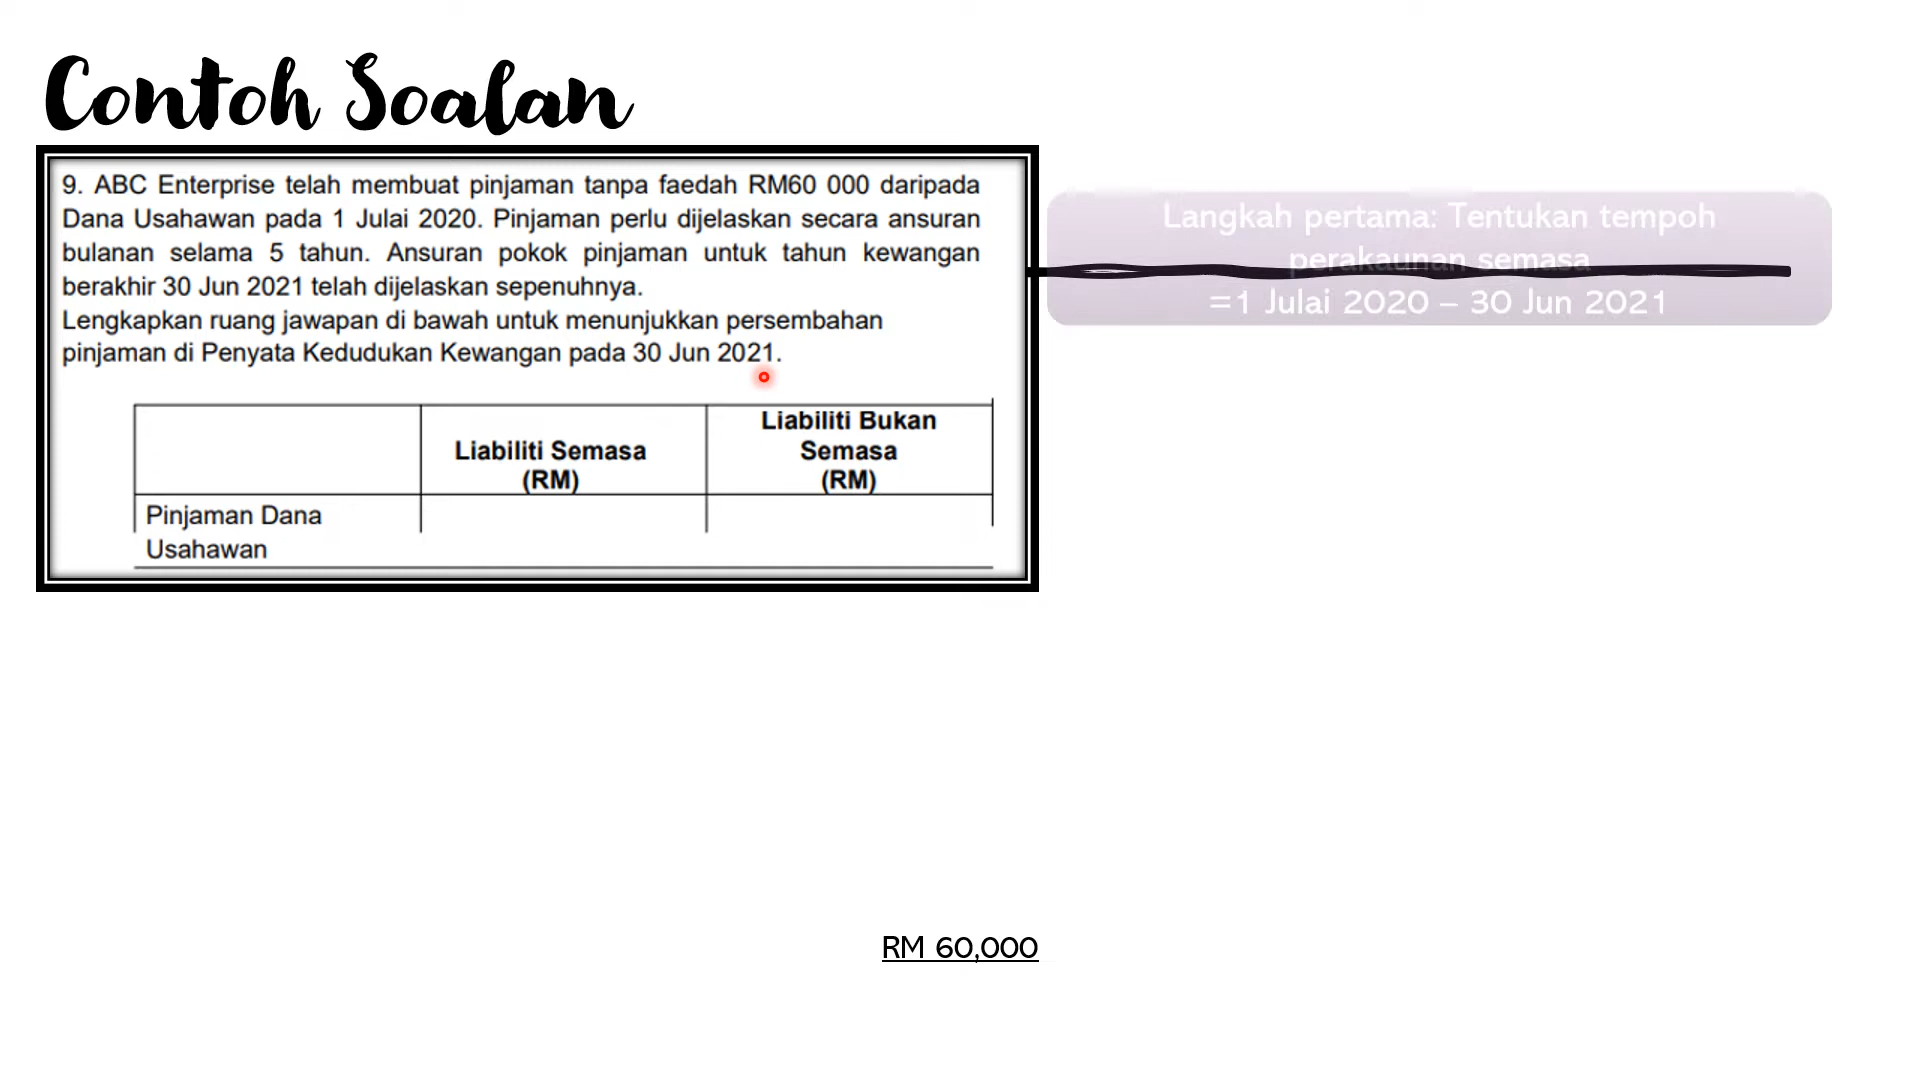 Contoh Soalan
9. ABC Enterprise telah membuat pinjaman tanpa faedah RM60 000 daripada
Dana Usahawan pada 1 Julai 2020. Pinjaman perlu dijelaskan secara ansuran
bulanan selama 5 tahun. Ansuran pokok pinjaman untuk tahun kewangan
berakhir 30 Jun 2021 telah dijelaskan sepenuhnya.
Lengkapkan ruang jawapan di bawah untuk menunjukkan persembahan
pinjaman di Penyata Kedudukan Kewangan pada 30 Jun 2021.
Liabiliti Semasa
(RM)
Liabiliti Bukan
Semasa
(RM)
Pinjaman Dana
Usahawan
Langkah pertama: Tentukan tempoh
perakaunan semasa
=1 Julai 2020 – 30 Jun 2021
RM 60,000